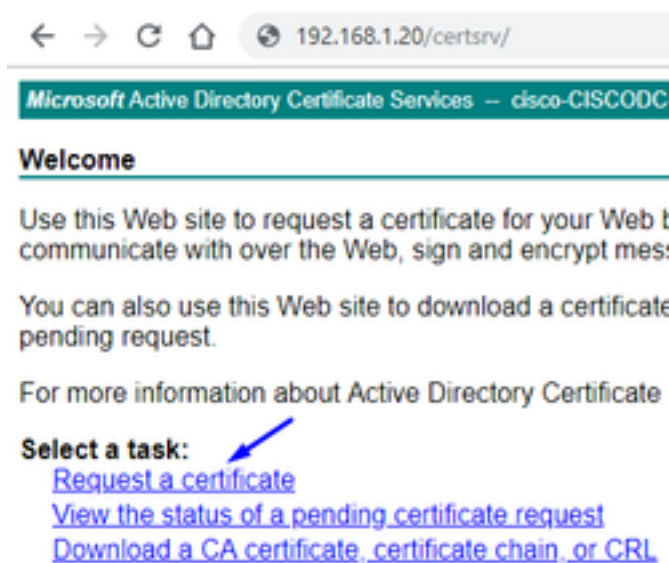 192.168.1.20/certsrv/
Microsoft Active Directory Certificate Services -- cisco-CISCODC
Welcome
Use this Web site to request a certificate for your Web
communicate with over the Web, sign and encrypt mes
You can also use this Web site to download a certificate
pending request.
For more information about Active Directory Certificate
Select a task:
Request a certificate
View the status of a pending certificate request
Download a CA certificate, certificate chain, or CRL